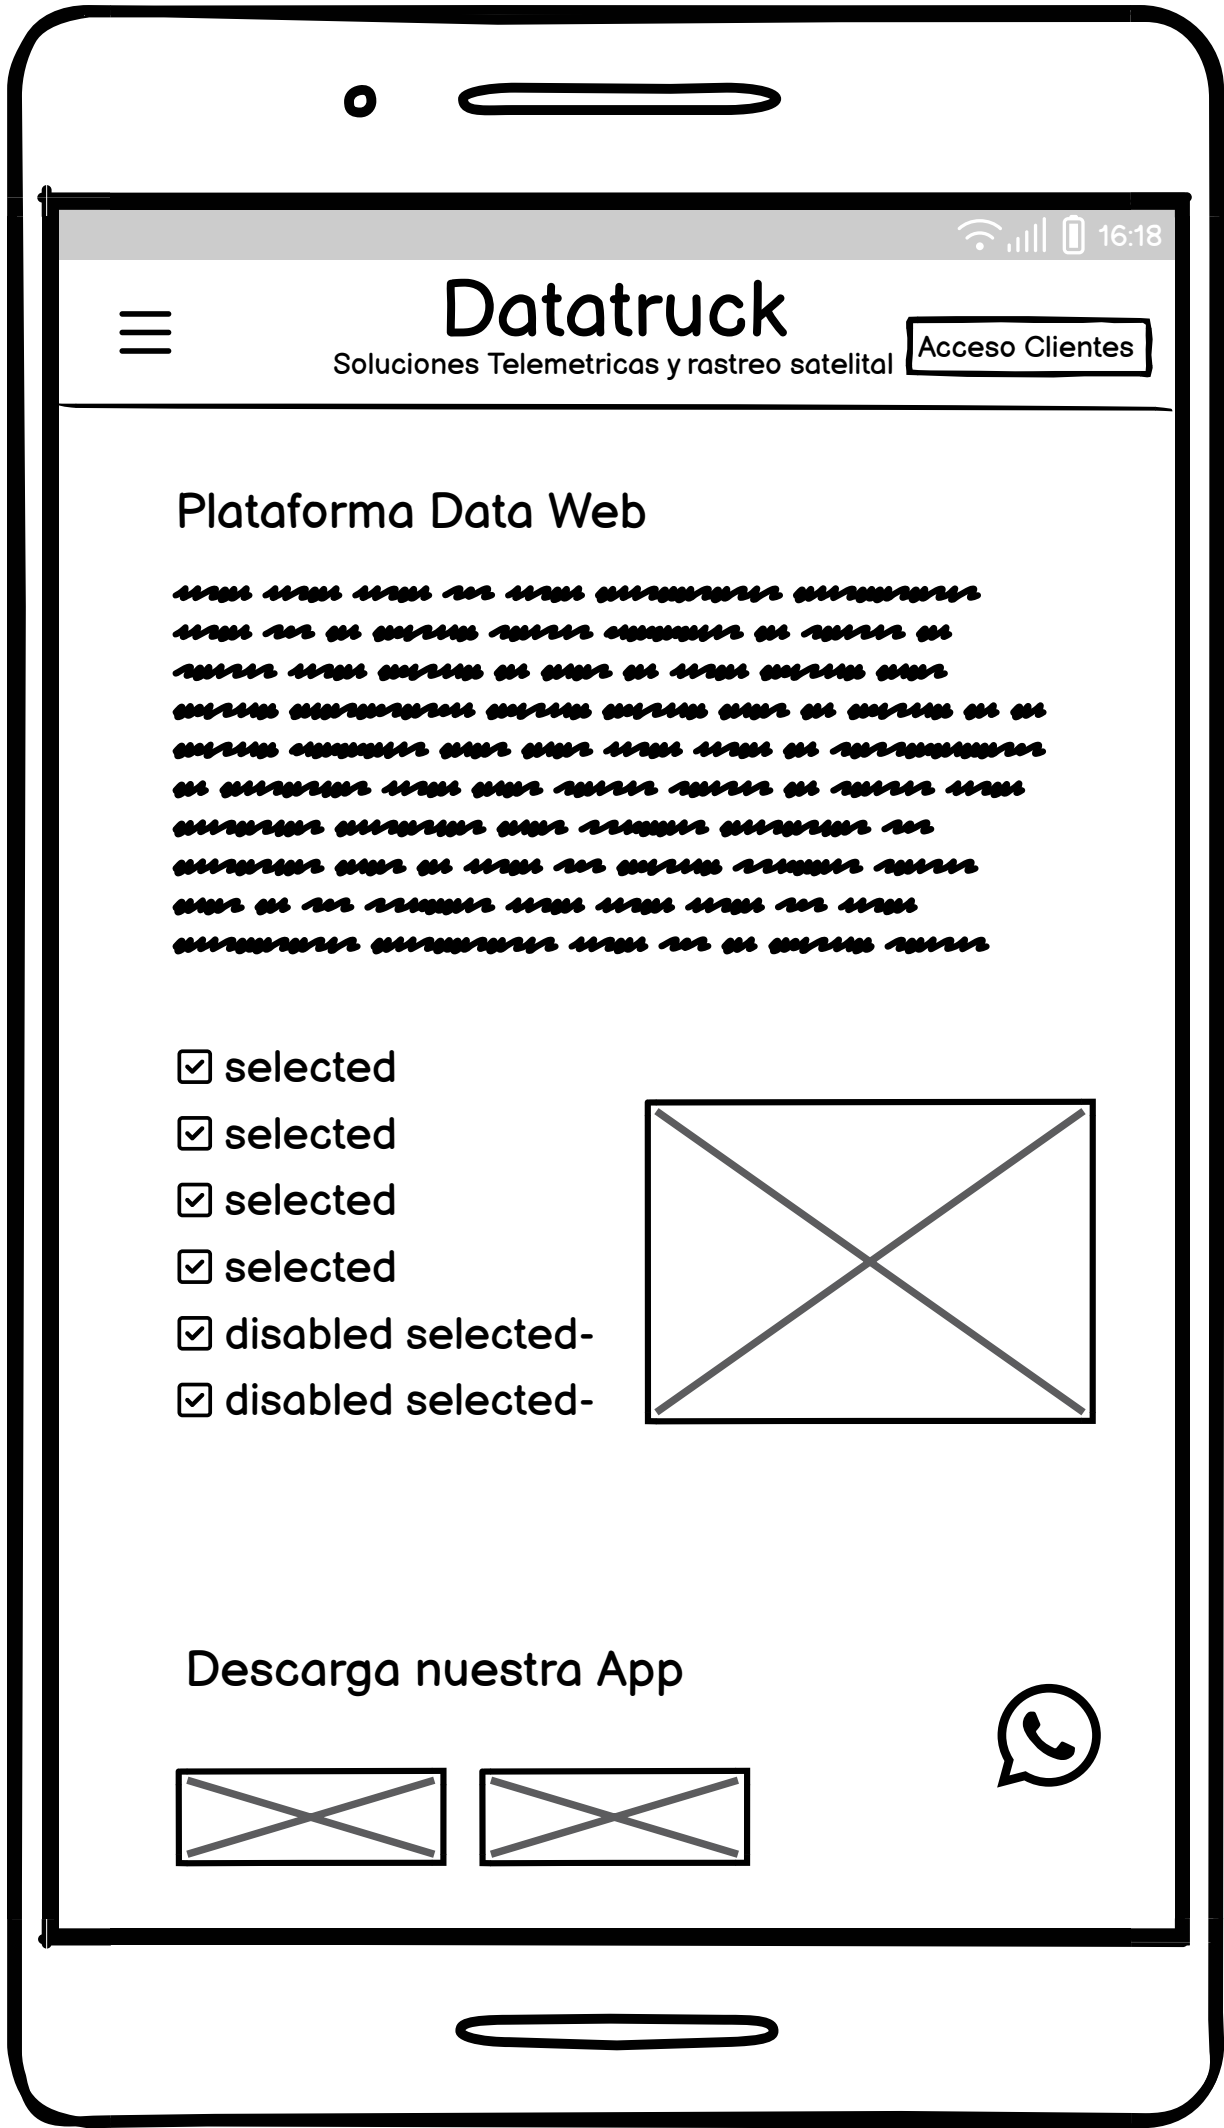 16:18
Datatruck
Soluciones Telemetricas y rastreo satelital
Acceso Clientes
Plataforma Data Web
selected
selected
selected
selected
disabled selected-
disabled selected-
Descarga nuestra App